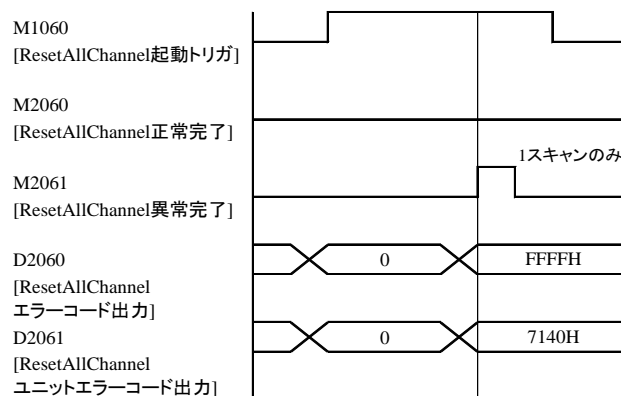 M1060
[ResetAllChannel起動トリガ]
M2060
[ResetAllChannel正常完了]
1スキャンのみ
M2061
[ResetAllChannel異常完了]
D2060
0
FFFFH
[ResetAllChannel
エラーコード出力]
D2061
0
7140H
[ResetAllChannel
ユニットエラーコード出力]